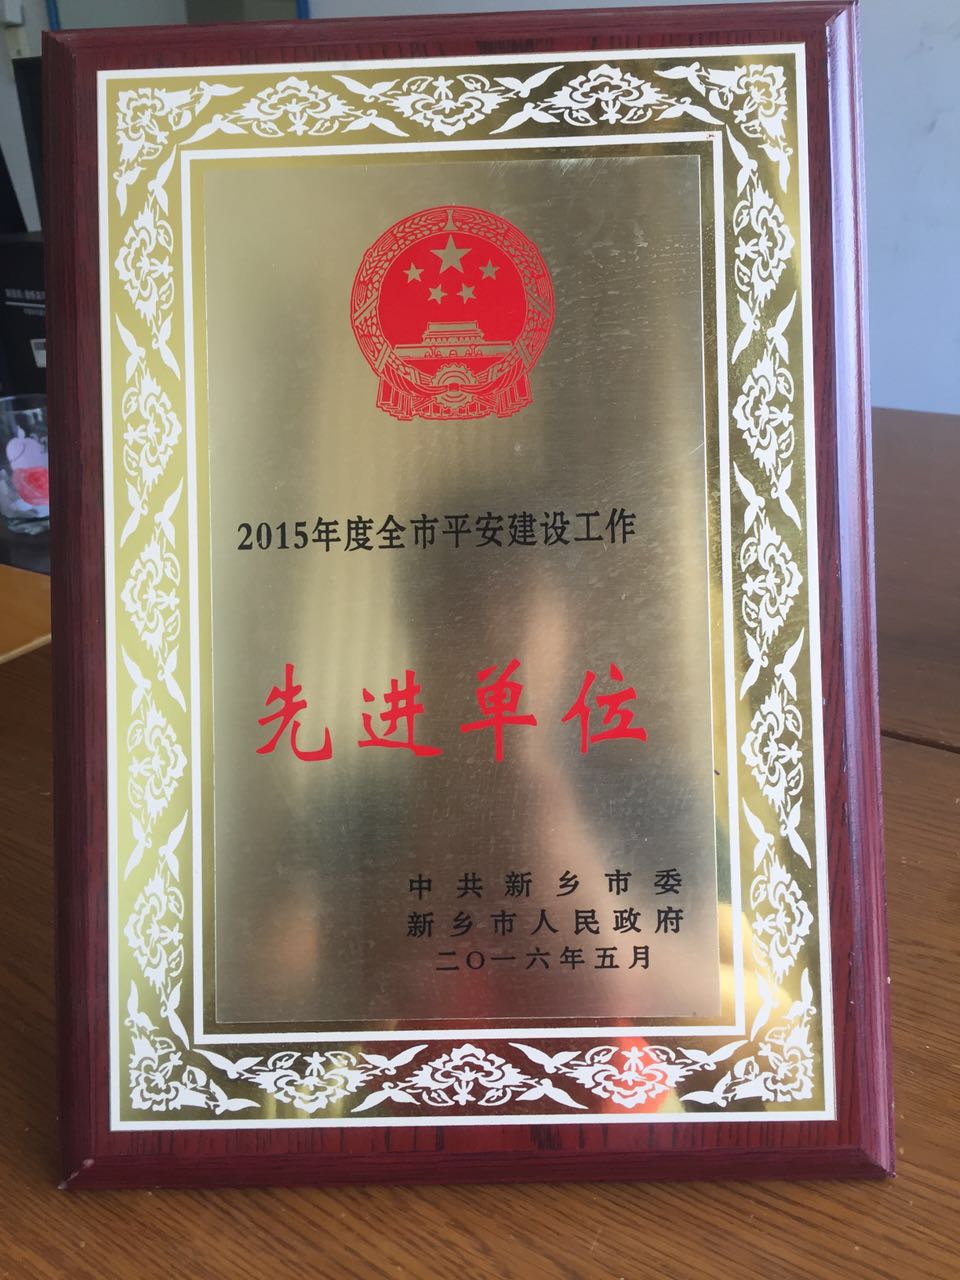 2015年度全市平安建设工作
先进单位
中共新乡市委
新乡市人民政府
二〇一六年五月